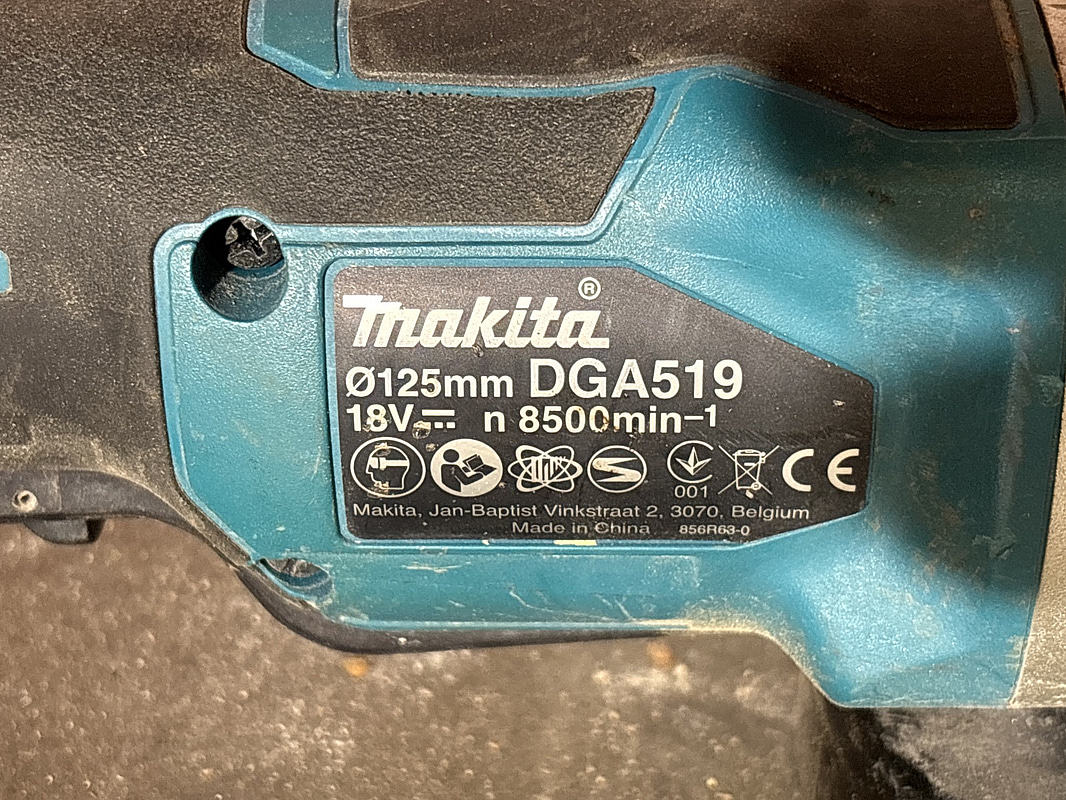 makita®
Ø125mm DGA519
18V⎓ n 8500min⁻¹
001 CE
Makita, Jan-Baptist Vinkstraat 2, 3070, Belgium
Made in China 856R63-0